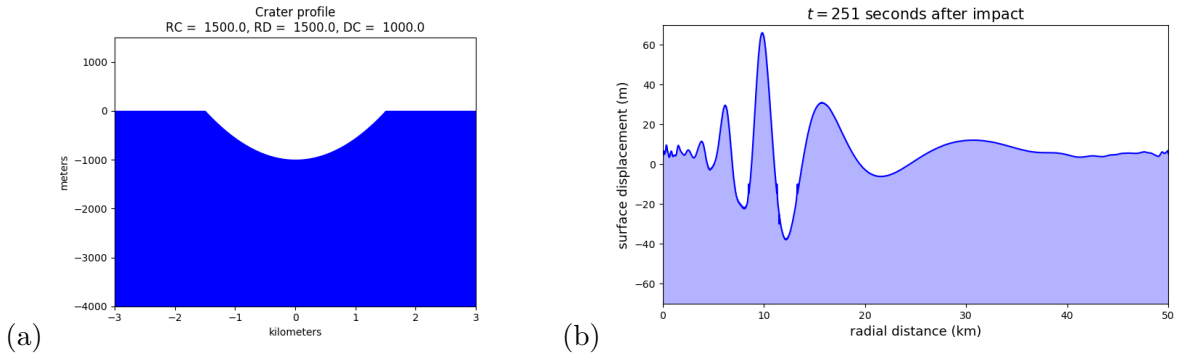 Crater profile
RC = 1500.0, RD = 1500.0, DC = 1000.0
meters
1000
0
−1000
−2000
−3000
−4000
−3
−2
−1
0
1
2
3
kilometers
(a)
t = 251 seconds after impact
surface displacement (m)
60
40
20
0
−20
−40
−60
0
10
20
30
40
50
radial distance (km)
(b)